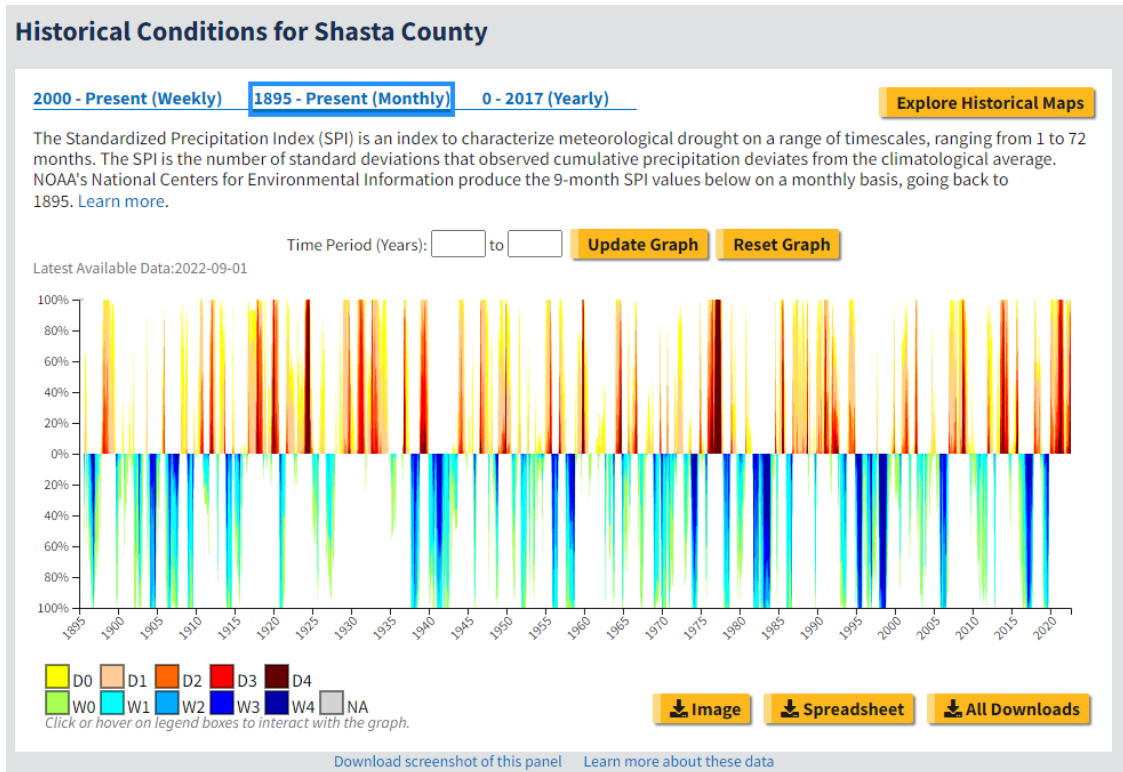 Historical Conditions for Shasta County
2000 - Present (Weekly) 1895 - Present (Monthly) 0 - 2017 (Yearly)
Explore Historical Maps
The Standardized Precipitation Index (SPI) is an index to characterize meteorological drought on a range of timescales, ranging from 1 to 72
months. The SPI is the number of standard deviations that observed cumulative precipitation deviates from the climatological average.
NOAA's National Centers for Environmental Information produce the 9-month SPI values below on a monthly basis, going back to
1895. Learn more.
Time Period (Years): to Update Graph Reset Graph
Latest Available Data:2022-09-01
100%
80%
60%
40%
20%
0%
20%
40%
60%
80%
100%
1895 1900 1905 1910 1915 1920 1925 1930 1935 1940 1945 1950 1955 1960 1965 1970 1975 1980 1985 1990 1995 2000 2005 2010 2015 2020
D0 D1 D2 D3 D4
W0 W1 W2 W3 W4 NA
Click or hover on legend boxes to interact with the graph.
Image Spreadsheet All Downloads
Download screenshot of this panel Learn more about these data